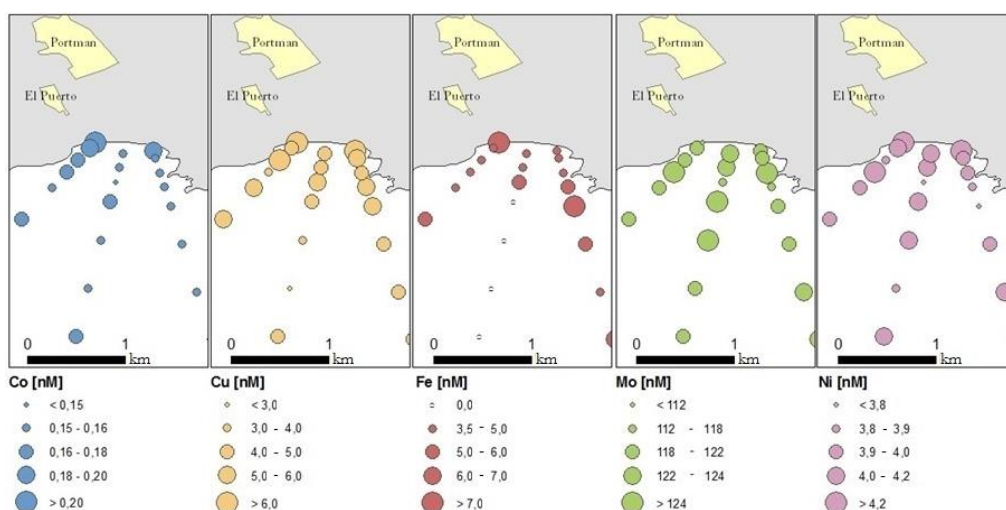 Portman
El Puerto
0 1
km
Portman
El Puerto
0 1
km
Portman
El Puerto
0 1
km
Portman
El Puerto
0 1
km
Portman
El Puerto
0 1
km
Co [nM]
< 0,15
0,15 - 0,16
0,16 - 0,18
0,18 - 0,20
> 0,20
Cu [nM]
< 3,0
3,0 - 4,0
4,0 - 5,0
5,0 - 6,0
> 6,0
Fe [nM]
0,0
3,5 - 5,0
5,0 - 6,0
6,0 - 7,0
> 7,0
Mo [nM]
< 112
112 - 118
118 - 122
122 - 124
> 124
Ni [nM]
< 3,8
3,8 - 3,9
3,9 - 4,0
4,0 - 4,2
> 4,2